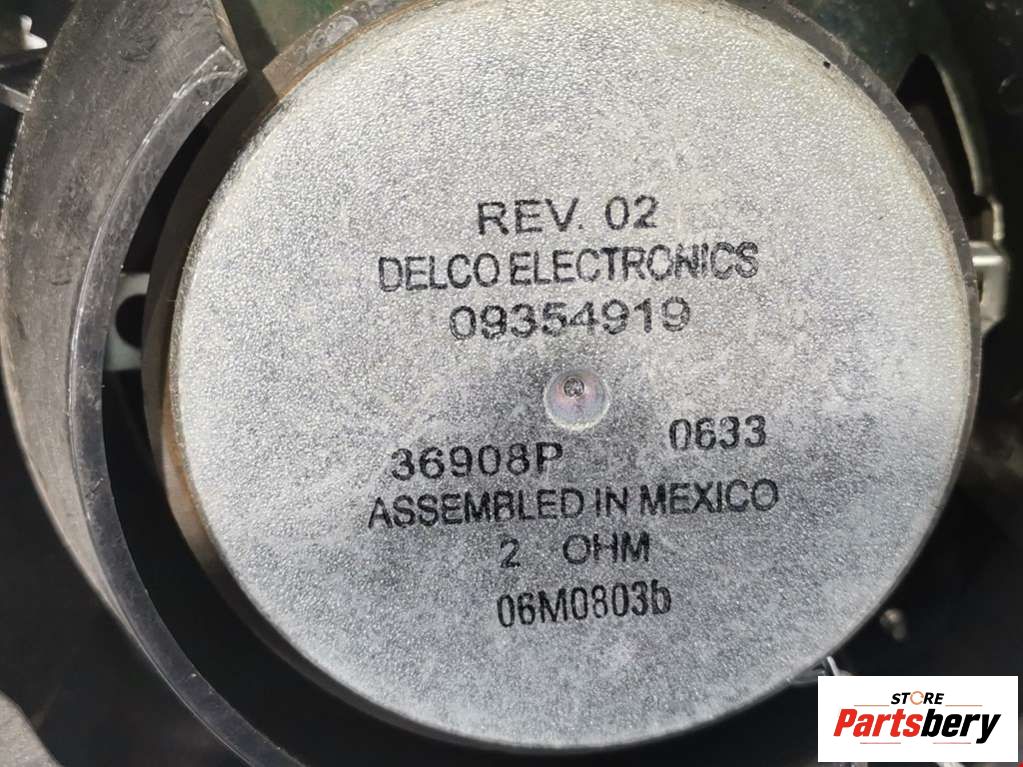 REV. 02
DELCO ELECTRONICS
09354919
36908P 0633
ASSEMBLED IN MEXICO
2 OHM
06M0803b
STORE
Partsbery